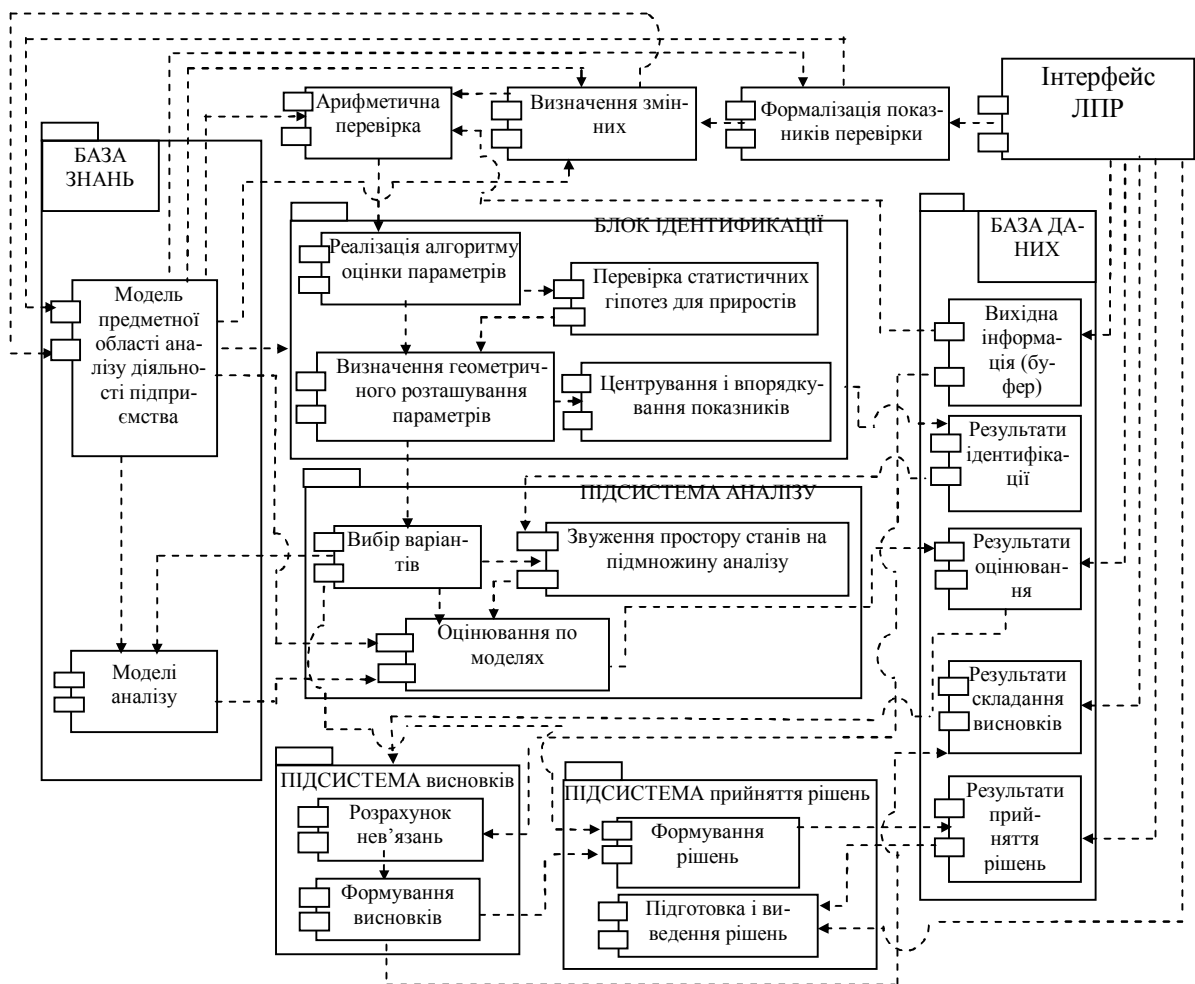 Арифметична
перевірка
Визначення змін-
них
Формалізація показ-
ників перевірки
Інтерфейс
ЛПР
БАЗА
ЗНАНЬ
Модель
предметної
області ана-
лізу діяльно-
сті підпри-
ємства
Моделі
аналізу
БЛОК ІДЕНТИФИКАЦІЇ
Реалізація алгоритму
оцінки параметрів
Перевірка статистичних
гіпотез для приростів
Визначення геометрич-
ного розташування
параметрів
Центрування і впорядку-
вання показників
ПІДСИСТЕМА АНАЛІЗУ
Вибір варіан-
тів
Звуження простору станів на
підмножину аналізу
Оцінювання по
моделях
ПІДСИСТЕМА висновків
Розрахунок
нев’язань
Формування
висновків
ПІДСИСТЕМА прийняття рішень
Формування
рішень
Підготовка і ви-
ведення рішень
БАЗА ДА-
НИХ
Вихідна
інформа-
ція (бу-
фер)
Результати
ідентифіка-
ції
Результати
оцінюван-
ня
Результати
складання
висновків
Результати
прий-
няття
рішень